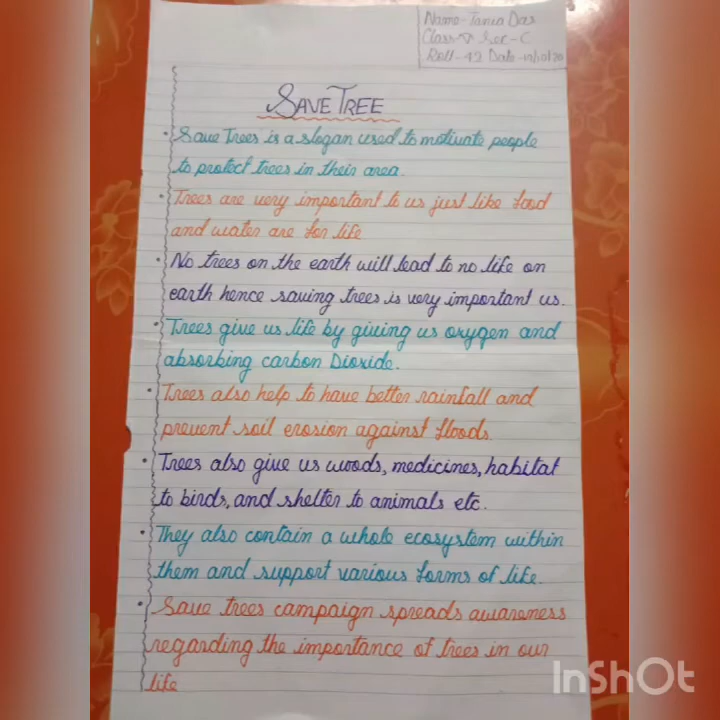 Name-Tania Das
Class-V Sec-C
Roll-42 Date-12/10/20
SAVE TREE
• Save Trees is a slogan used to motivate people
to protect trees in their area.
• Trees are very important to us just like food
and water are for life
• No trees on the earth will lead to no life on
earth hence saving trees is very important us.
• Trees give us life by giving us oxygen and
absorbing carbon Dioxide.
• Trees also help to have better rainfall and
prevent soil erosion against floods.
• Trees also give us woods, medicines, habitat
to birds, and shelter to animals etc.
• They also contain a whole ecosystem within
them and support various forms of life.
• Save trees campaign spreads awareness
regarding the importance of trees in our
life
InShOt